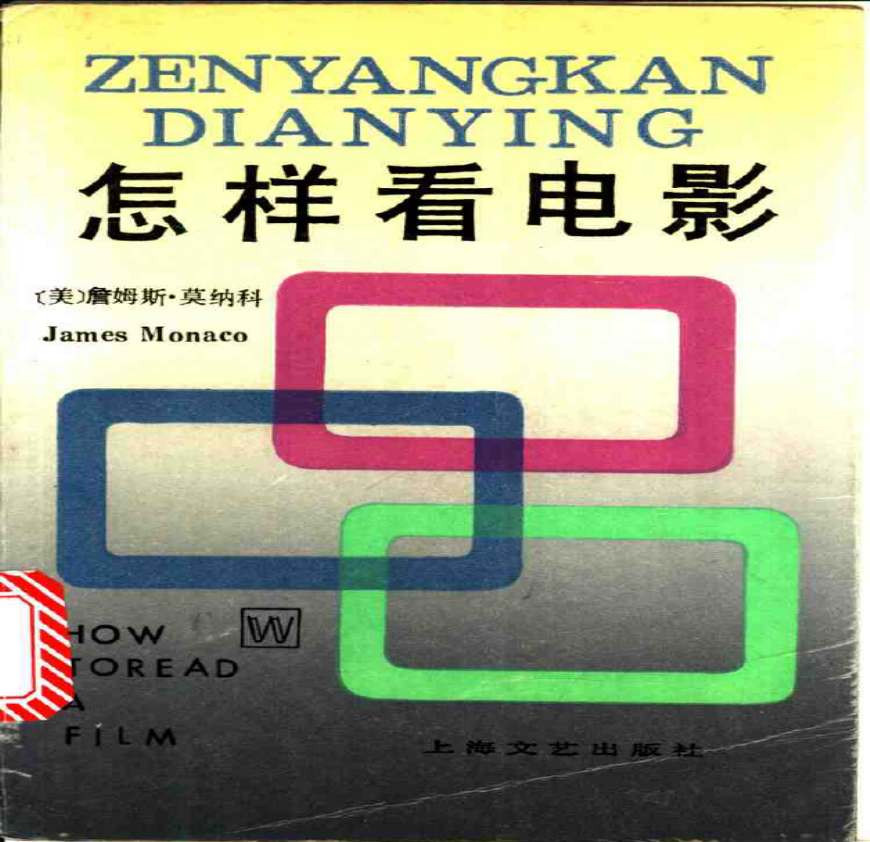 ZENYANGKAN
DIANYING
怎样看电影
(美)詹姆斯·莫纳科
James Monaco
HOW
TOREAD
A
FILM
W
上海文艺出版社